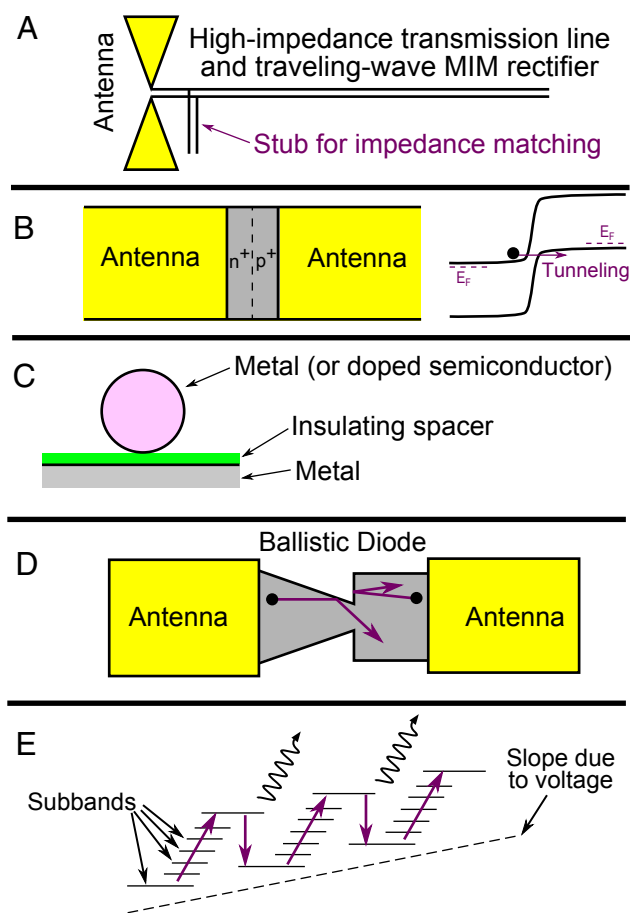 A
Antenna
High-impedance transmission line
and traveling-wave MIM rectifier
Stub for impedance matching
B
Antenna
n+
p+
Antenna
EF
EF
Tunneling
C
Metal (or doped semiconductor)
Insulating spacer
Metal
D
Ballistic Diode
Antenna
Antenna
E
Subbands
Slope due
to voltage